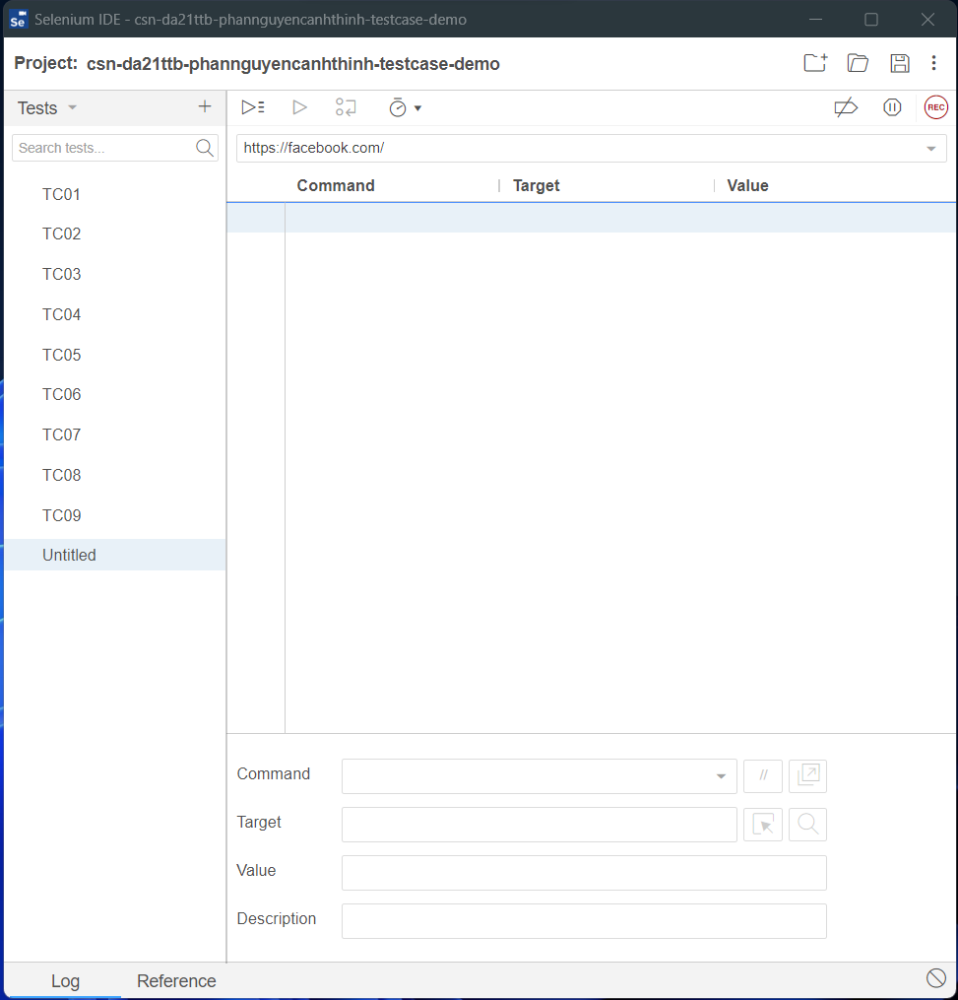 Se Selenium IDE - csn-da21ttb-phannguyencanhthinh-testcase-demo
Project: csn-da21ttb-phannguyencanhthinh-testcase-demo
Tests
REC
Search tests...
https://facebook.com/
Command Target Value
TC01
TC02
TC03
TC04
TC05
TC06
TC07
TC08
TC09
Untitled
Command
//
Target
Value
Description
Log Reference